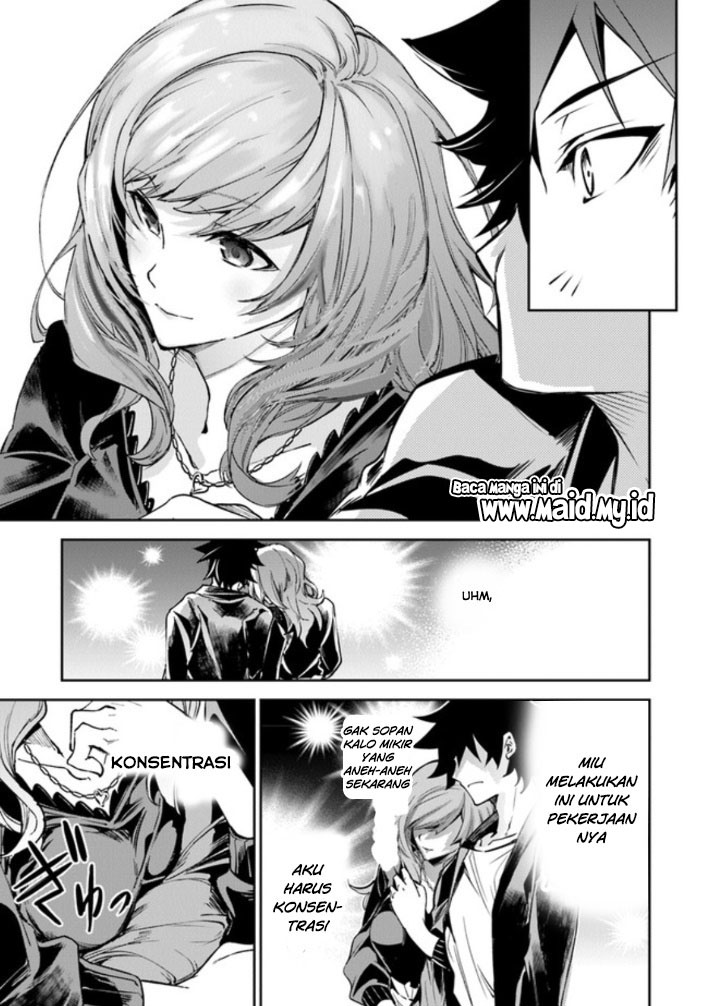 Baca Manga ini di
www.Maid.My.id
UHM,
MIU
MELAKUKAN
INI UNTUK
PEKERJAAN
NYA
GAK SOPAN
KALO MIKIR
YANG
ANEH-ANEH
SEKARANG
AKU
HARUS
KONSEN-
TRASI
KONSENTRASI
ぎゅっ